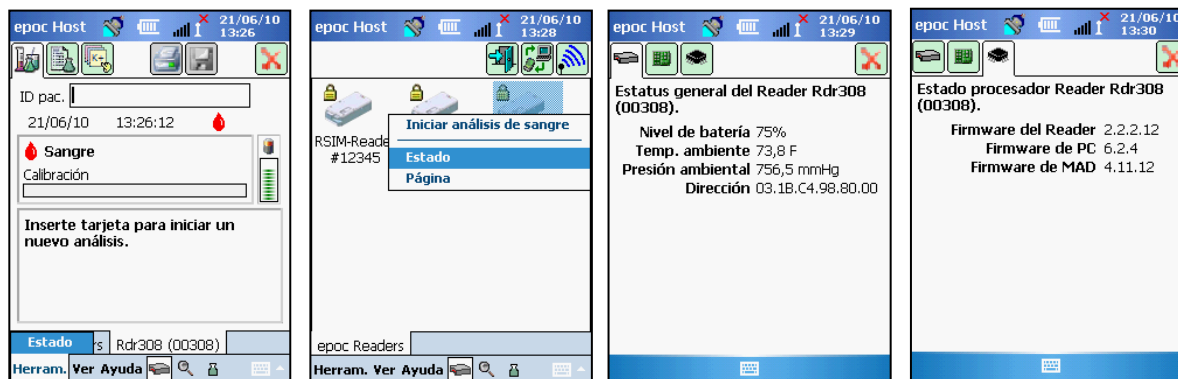 epoc Host 21/06/10
13:26
K+
ID pac.
21/06/10 13:26:12
Sangre
Calibración
Inserte tarjeta para iniciar un
nuevo análisis.
Estado rs Rdr308 (00308)
Herram. Ver Ayuda
epoc Host 21/06/10
13:28
RSIM-Reade
#12345
Iniciar análisis de sangre
Estado
Página
epoc Readers
Herram. Ver Ayuda
epoc Host 21/06/10
13:29
Estatus general del Reader Rdr308
(00308).
Nivel de batería 75%
Temp. ambiente 73,8 F
Presión ambiental 756,5 mmHg
Dirección 03.1B.C4.98.80.00
epoc Host 21/06/10
13:30
Estado procesador Reader Rdr308
(00308).
Firmware del Reader 2.2.2.12
Firmware de PC 6.2.4
Firmware de MAD 4.11.12